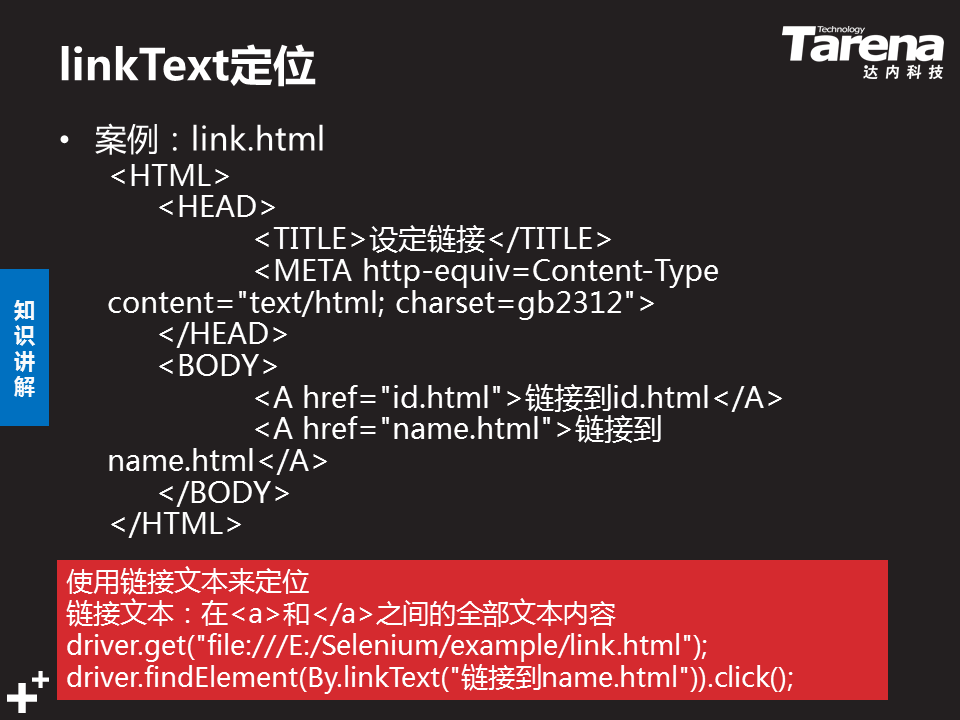 linkText定位
Technology
Tarena
达内科技
• 案例：link.html
<HTML>
<HEAD>
<TITLE>设定链接</TITLE>
<META http-equiv=Content-Type
content="text/html; charset=gb2312">
</HEAD>
<BODY>
<A href="id.html">链接到id.html</A>
<A href="name.html">链接到
name.html</A>
</BODY>
</HTML>
知
识
讲
解
使用链接文本来定位
链接文本：在<a>和</a>之间的全部文本内容
driver.get("file:///E:/Selenium/example/link.html");
driver.findElement(By.linkText("链接到name.html")).click();